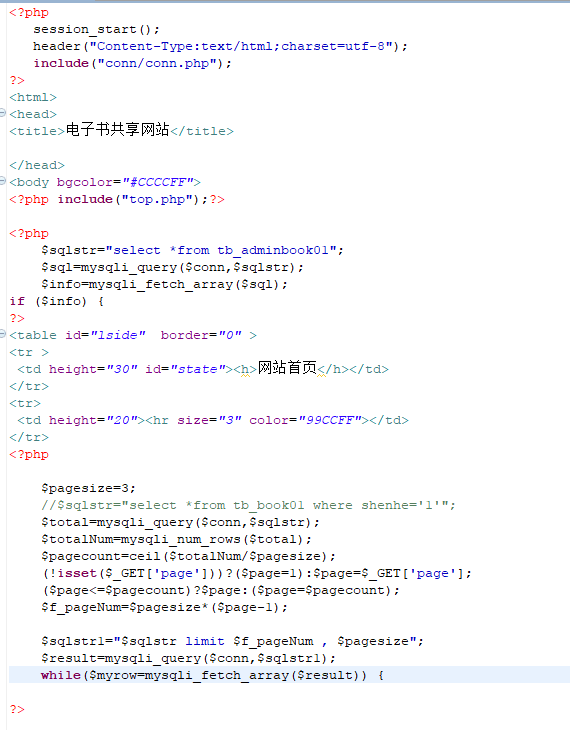 <?php
session_start();
header("Content-Type:text/html;charset=utf-8");
include("conn/conn.php");
?>
<html>
<head>
<title>电子书共享网站</title>
</head>
<body bgcolor="#CCCCFF">
<?php include("top.php");?>
<?php
$sqlstr="select *from tb_adminbook01";
$sql=mysqli_query($conn,$sqlstr);
$info=mysqli_fetch_array($sql);
if ($info) {
?>
<table id="lside"  border="0" >
<tr >
<td height="30" id="state"><h>网站首页</h></td>
</tr>
<tr>
<td height="20"><hr size="3" color="99CCFF"></td>
</tr>
<?php
$pagesize=3;
//$sqlstr="select *from tb_book01 where shenhe='1'";
$total=mysqli_query($conn,$sqlstr);
$totalNum=mysqli_num_rows($total);
$pagecount=ceil($totalNum/$pagesize);
(!isset($_GET['page']))?($page=1):$page=$_GET['page'];
($page<=$pagecount)?$page:($page=$pagecount);
$f_pageNum=$pagesize*($page-1);
$sqlstr1="$sqlstr limit $f_pageNum , $pagesize";
$result=mysqli_query($conn,$sqlstr1);
while($myrow=mysqli_fetch_array($result)) {
?>